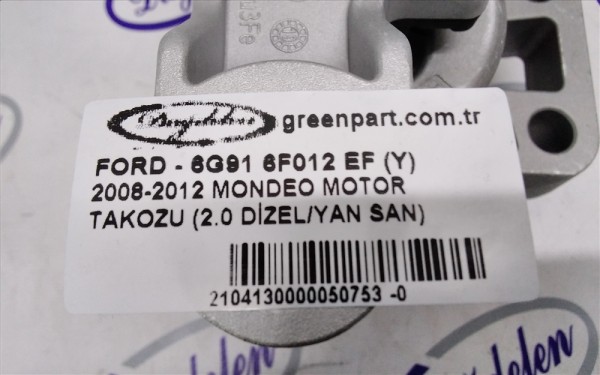 greenpart.com.tr
FORD - 6G91 6F012 EF (Y)
2008-2012 MONDEO MOTOR
TAKOZU (2.0 DİZEL/YAN SAN)
2104130000050753 -0